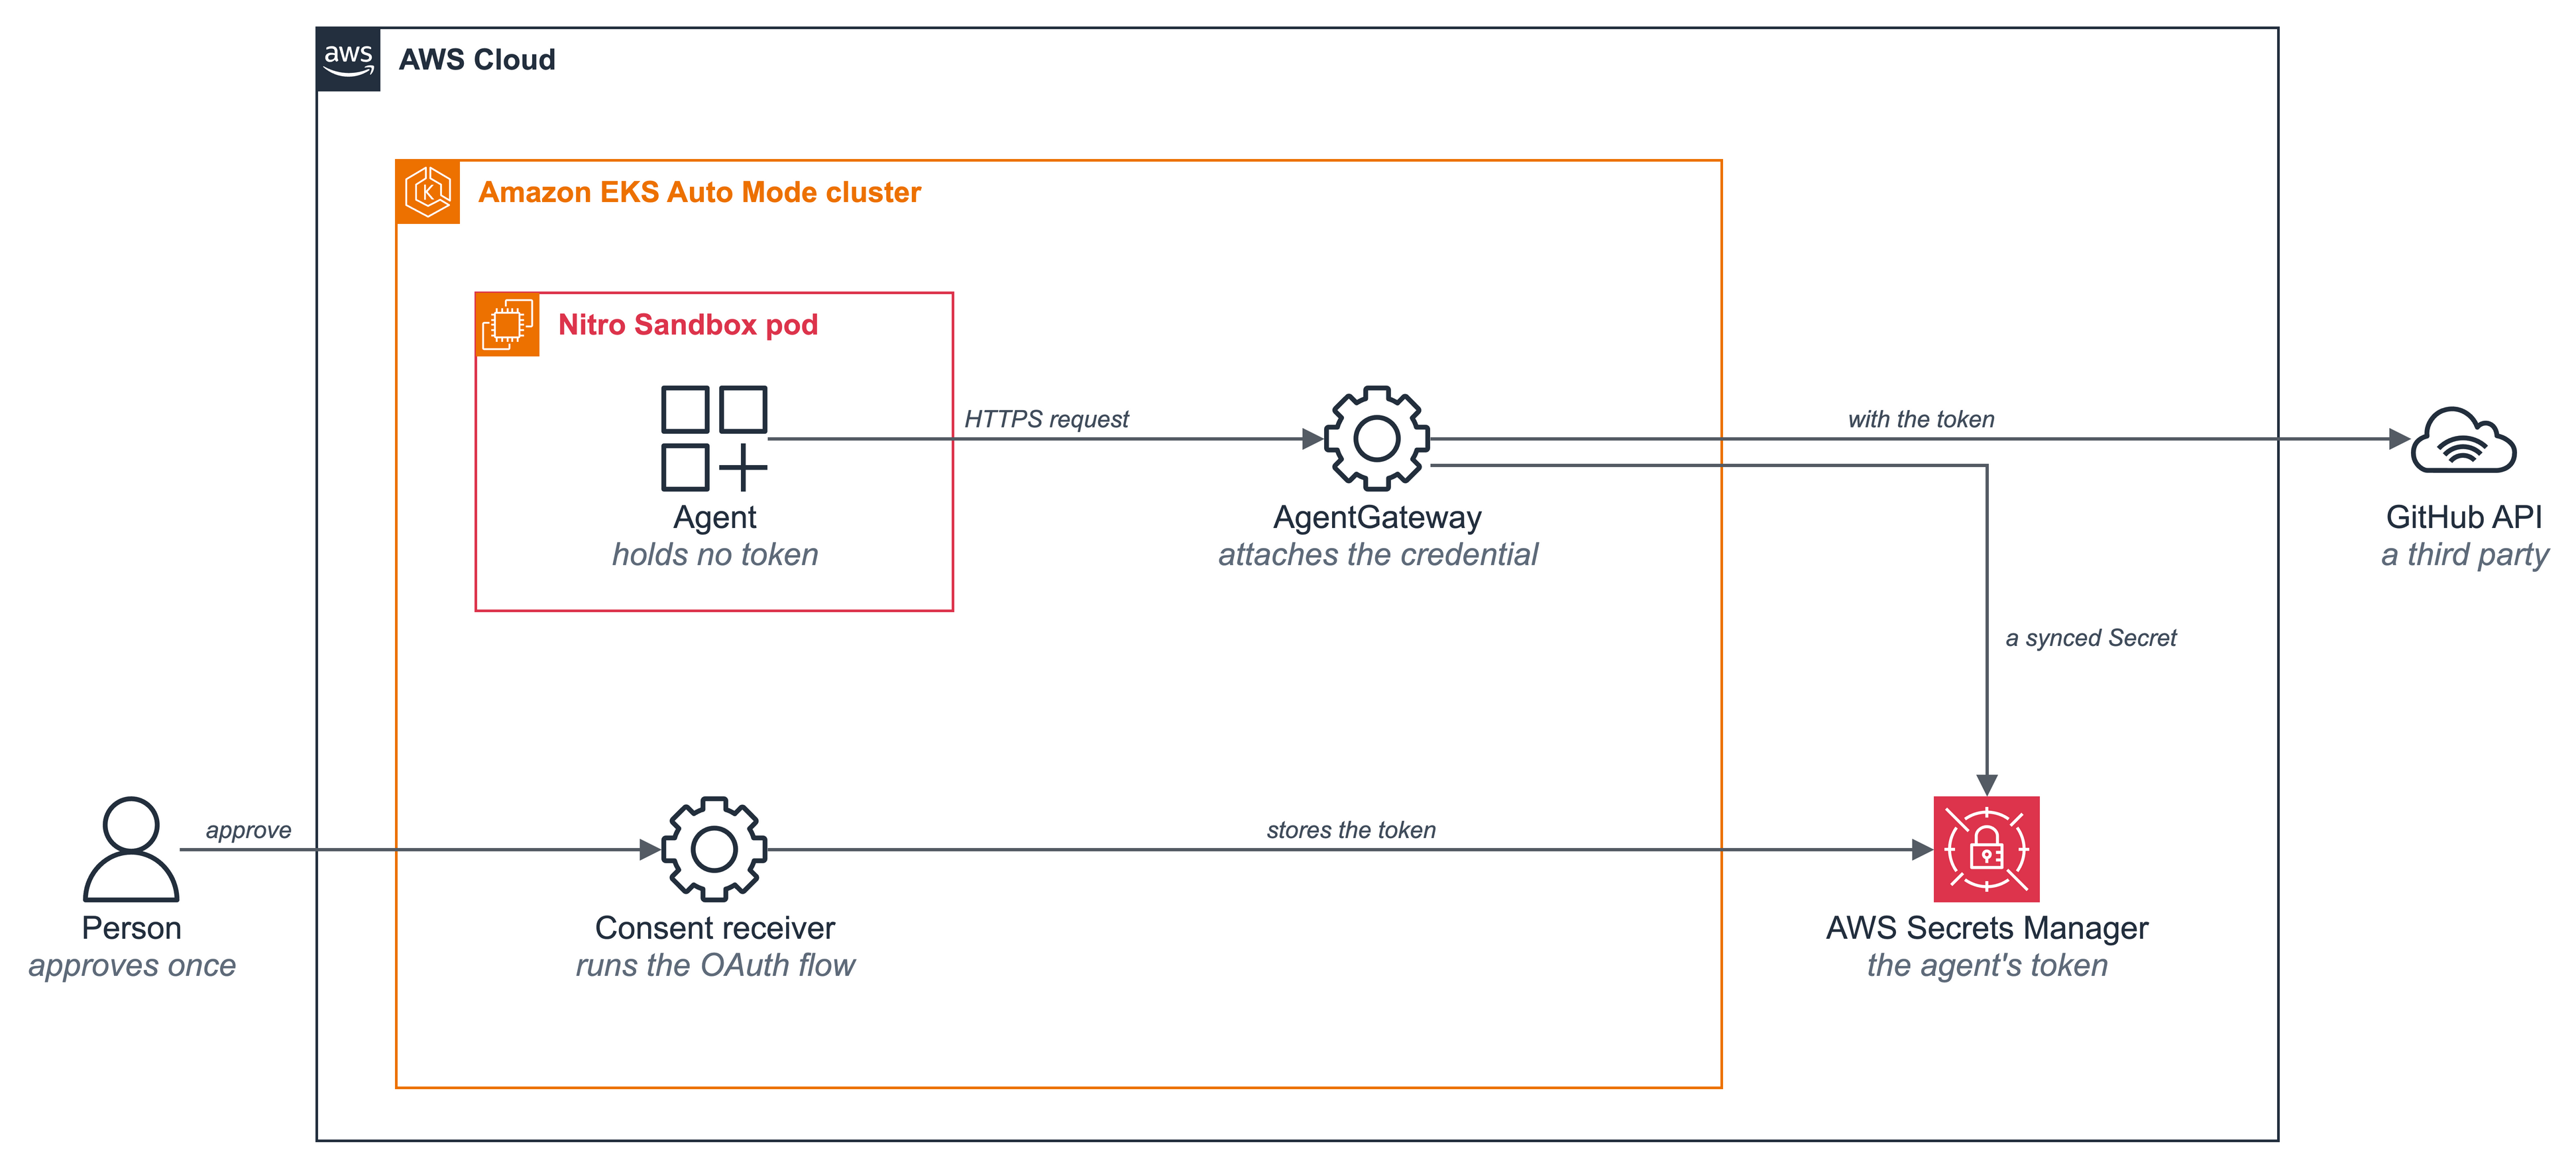 aws
AWS Cloud
Amazon EKS Auto Mode cluster
K
Nitro Sandbox pod
HTTPS request
with the token
Agent
holds no token
AgentGateway
attaches the credential
GitHub API
a third party
a synced Secret
approve
stores the token
Person
approves once
Consent receiver
runs the OAuth flow
AWS Secrets Manager
the agent's token